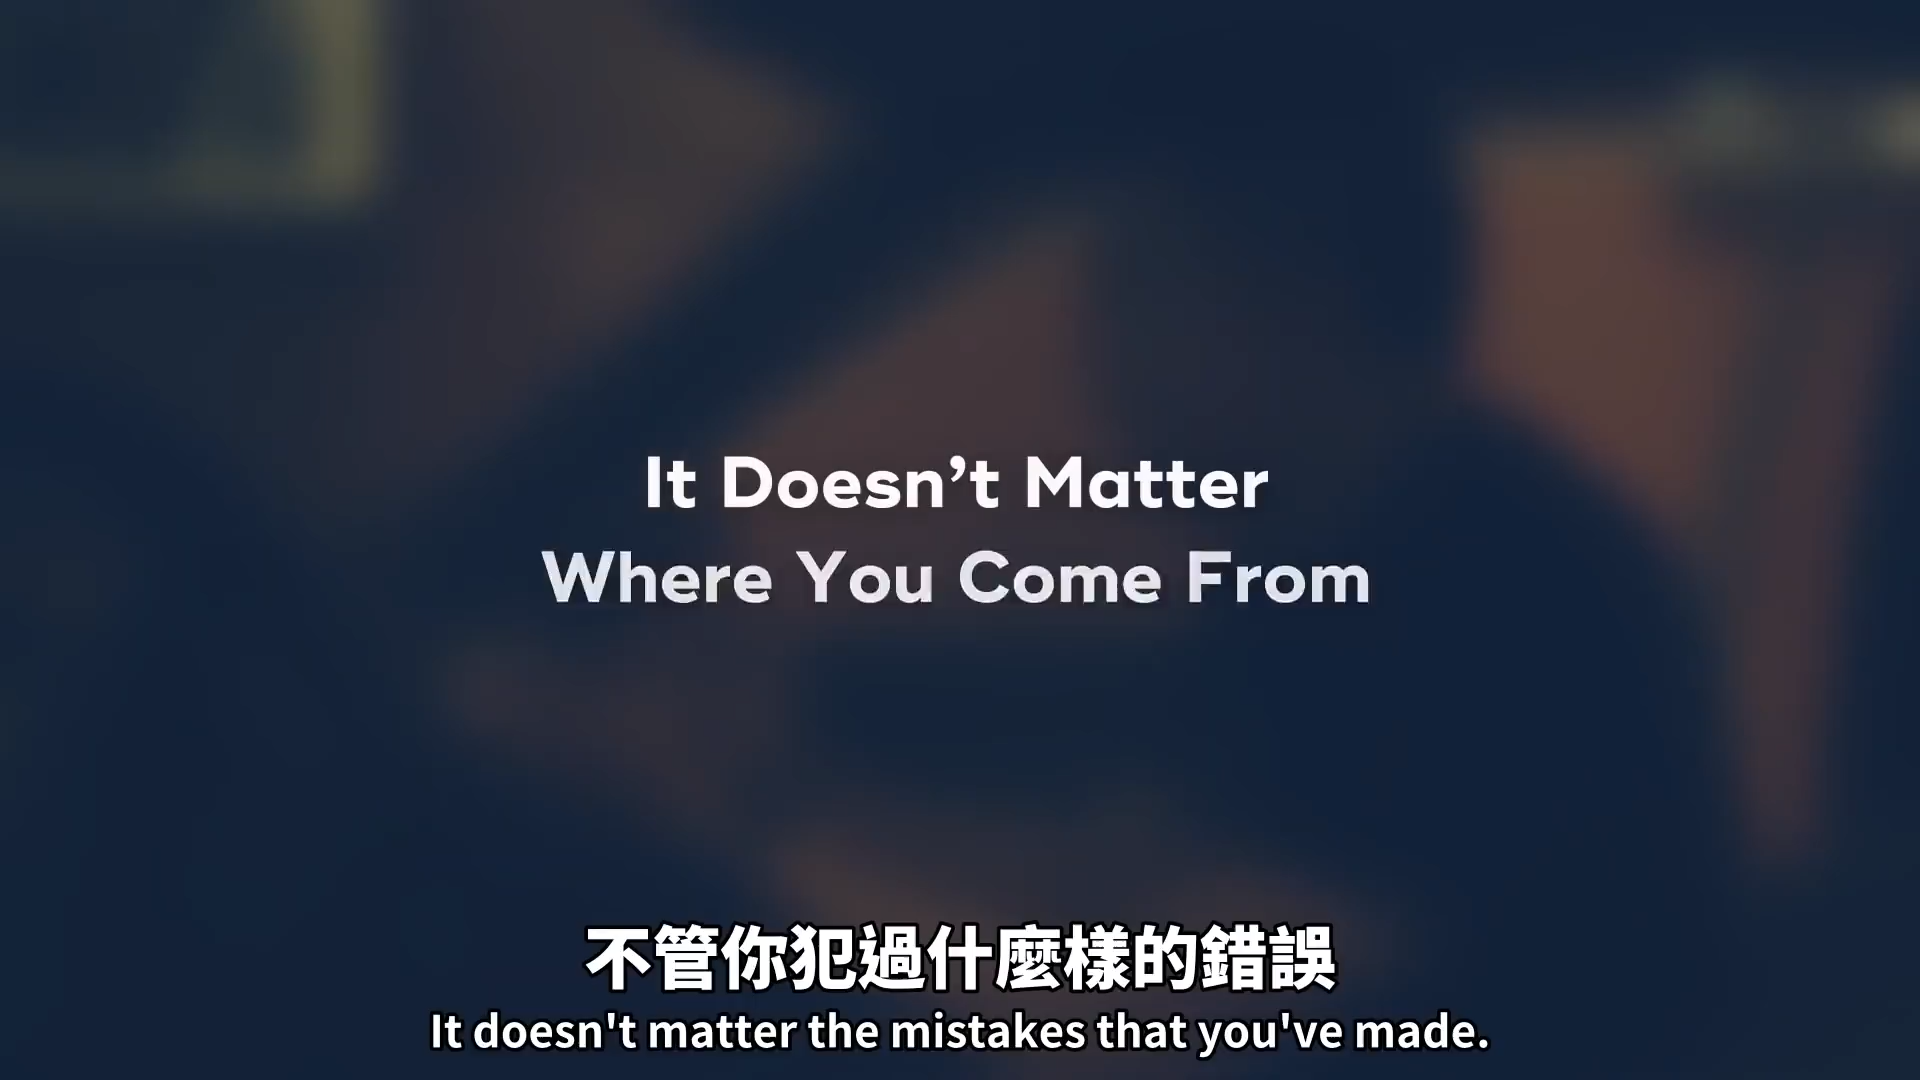 It Doesn’t Matter
Where You Come From
不管你犯過什麼樣的錯誤
It doesn't matter the mistakes that you've made.